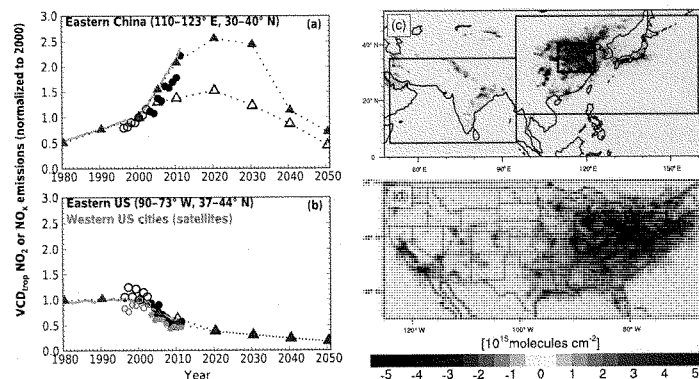 Eastern China (110–123° E, 30–40° N) (a)
3.0
2.5
2.0
1.5
1.0
0.5
0.0
1980 1990 2000 2010 2020 2030 2040 2050
Eastern US (90–73° W, 37–44° N) (b)
Western US cities (satellites)
3.0
2.5
2.0
1.5
1.0
0.5
0.0
1980 1990 2000 2010 2020 2030 2040 2050
Year
VCDtrop NO2 or NOx emissions (normalized to 2000)
(c)
40°N
20°N
0
60°E 90°E 120°E 150°E
120°W 100°W 80°W
[10^15 molecules cm^-2]
-5 -4 -3 -2 -1 0 1 2 3 4 5